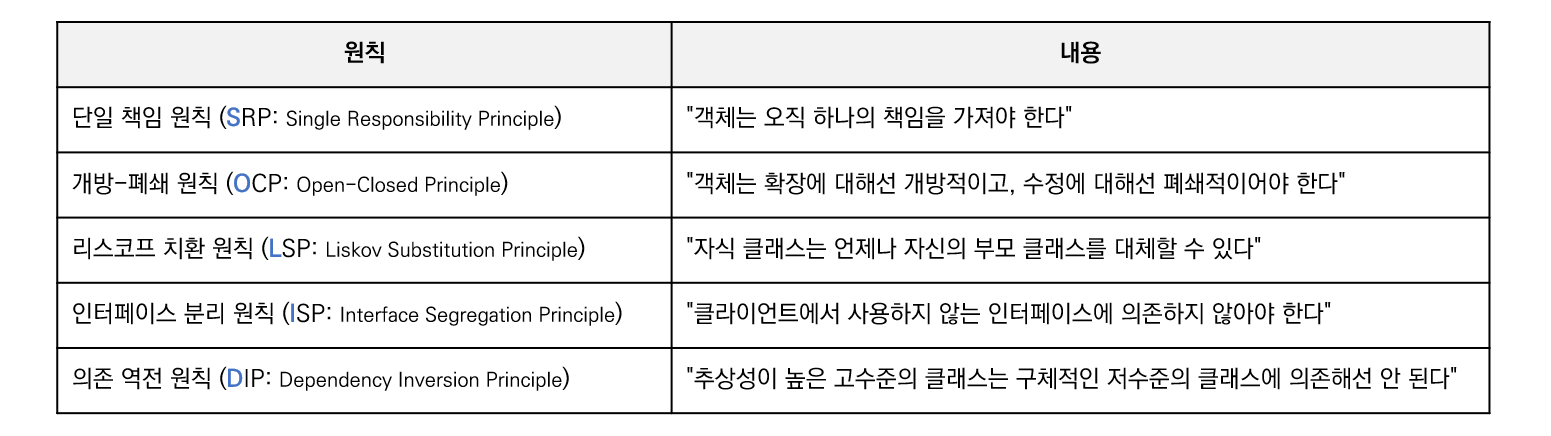 원칙 내용
단일 책임 원칙 (SRP: Single Responsibility Principle) "객체는 오직 하나의 책임을 가져야 한다"
개방-폐쇄 원칙 (OCP: Open-Closed Principle) "객체는 확장에 대해선 개방적이고, 수정에 대해선 폐쇄적이어야 한다"
리스코프 치환 원칙 (LSP: Liskov Substitution Principle) "자식 클래스는 언제나 자신의 부모 클래스를 대체할 수 있다"
인터페이스 분리 원칙 (ISP: Interface Segregation Principle) "클라이언트에서 사용하지 않는 인터페이스에 의존하지 않아야 한다"
의존 역전 원칙 (DIP: Dependency Inversion Principle) "추상성이 높은 고수준의 클래스는 구체적인 저수준의 클래스에 의존해선 안 된다"